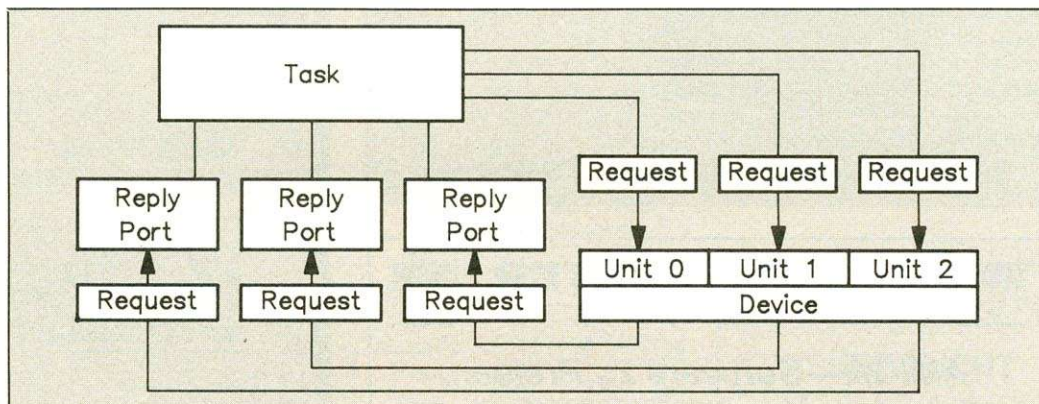 Task
Request Request Request
Reply Port Reply Port Reply Port
Unit 0 Unit 1 Unit 2
Request Request Request
Device